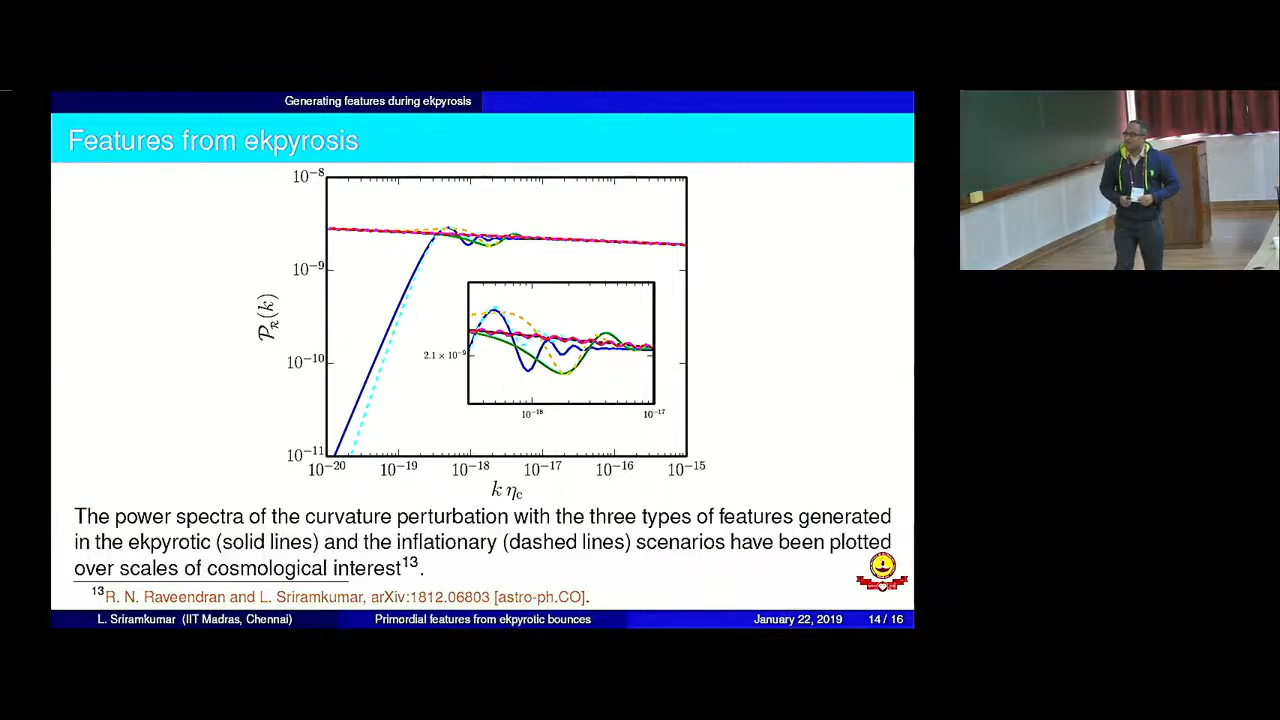 Generating features during ekpyrosis
Features from ekpyrosis
10⁻⁸
10⁻⁹
10⁻¹⁰
10⁻¹¹
𝒫_ℛ(k)
2.1 × 10⁻⁹
10⁻¹⁸
10⁻¹⁷
10⁻²⁰ 10⁻¹⁹ 10⁻¹⁸ 10⁻¹⁷ 10⁻¹⁶ 10⁻¹⁵
k η_c
The power spectra of the curvature perturbation with the three types of features generated
in the ekpyrotic (solid lines) and the inflationary (dashed lines) scenarios have been plotted
over scales of cosmological interest¹³.
¹³R. N. Raveendran and L. Sriramkumar, arXiv:1812.06803 [astro-ph.CO].
L. Sriramkumar (IIT Madras, Chennai) Primordial features from ekpyrotic bounces January 22, 2019 14 / 16